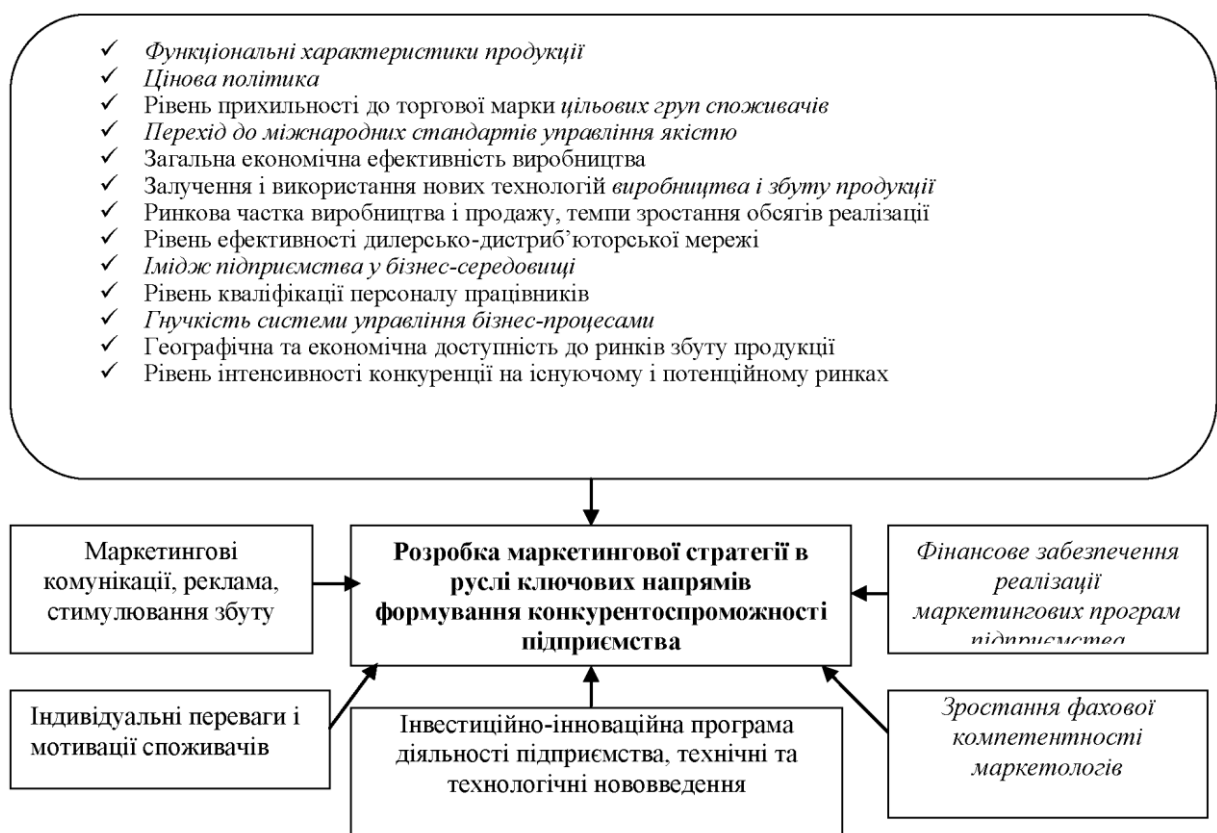 Функціональні характеристики продукції
Цінова політика
Рівень прихильності до торгової марки цільових груп споживачів
Перехід до міжнародних стандартів управління якістю
Загальна економічна ефективність виробництва
Залучення і використання нових технологій виробництва і збуту продукції
Ринкова частка виробництва і продажу, темпи зростання обсягів реалізації
Рівень ефективності дилерсько-дистриб’юторської мережі
Імідж підприємства у бізнес-середовищі
Рівень кваліфікації персоналу працівників
Гнучкість системи управління бізнес-процесами
Географічна та економічна доступність до ринків збуту продукції
Рівень інтенсивності конкуренції на існуючому і потенційному ринках
Маркетингові
комунікації, реклама,
стимулювання збуту
Розробка маркетингової стратегії в
руслі ключових напрямів
формування конкурентоспроможності
підприємства
Фінансове забезпечення
реалізації
маркетингових програм
підприємства
Індивідуальні переваги і
мотивації споживачів
Інвестиційно-інноваційна програма
діяльності підприємства, технічні та
технологічні нововведення
Зростання фахової
компетентності
маркетологів